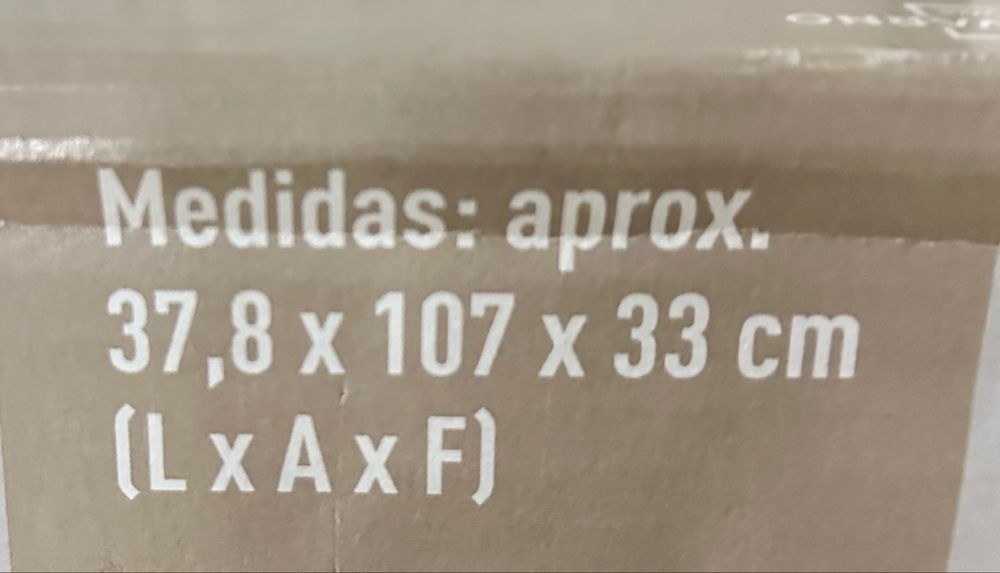 Medidas: aprox.
37,8 x 107 x 33 cm
(L x A x F)